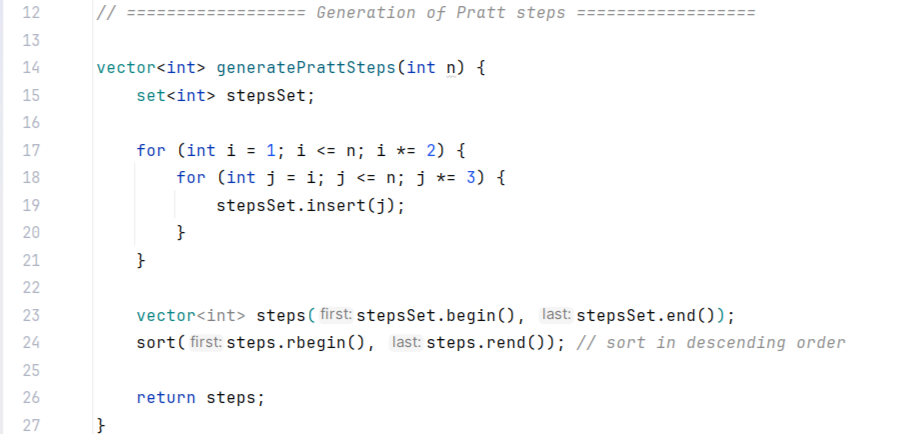 12 // ================== Generation of Pratt steps ==================
13
14 vector<int> generatePrattSteps(int n) {
15     set<int> stepsSet;
16
17     for (int i = 1; i <= n; i *= 2) {
18         for (int j = i; j <= n; j *= 3) {
19             stepsSet.insert(j);
20         }
21     }
22
23     vector<int> steps(first: stepsSet.begin(), last: stepsSet.end());
24     sort(first: steps.rbegin(), last: steps.rend()); // sort in descending order
25
26     return steps;
27 }